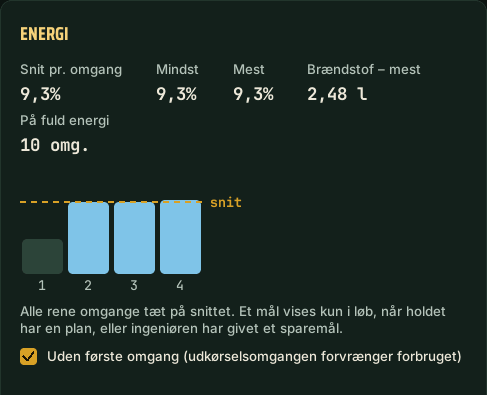 ENERGI
Snit pr. omgang Mindst Mest Brændstof – mest
9,3% 9,3% 9,3% 2,48 l
På fuld energi
10 omg.
snit
1 2 3 4
Alle rene omgange tæt på snittet. Et mål vises kun i løb, når holdet
har en plan, eller ingeniøren har givet et sparemål.
Uden første omgang (udkørselsomgangen forvrænger forbruget)